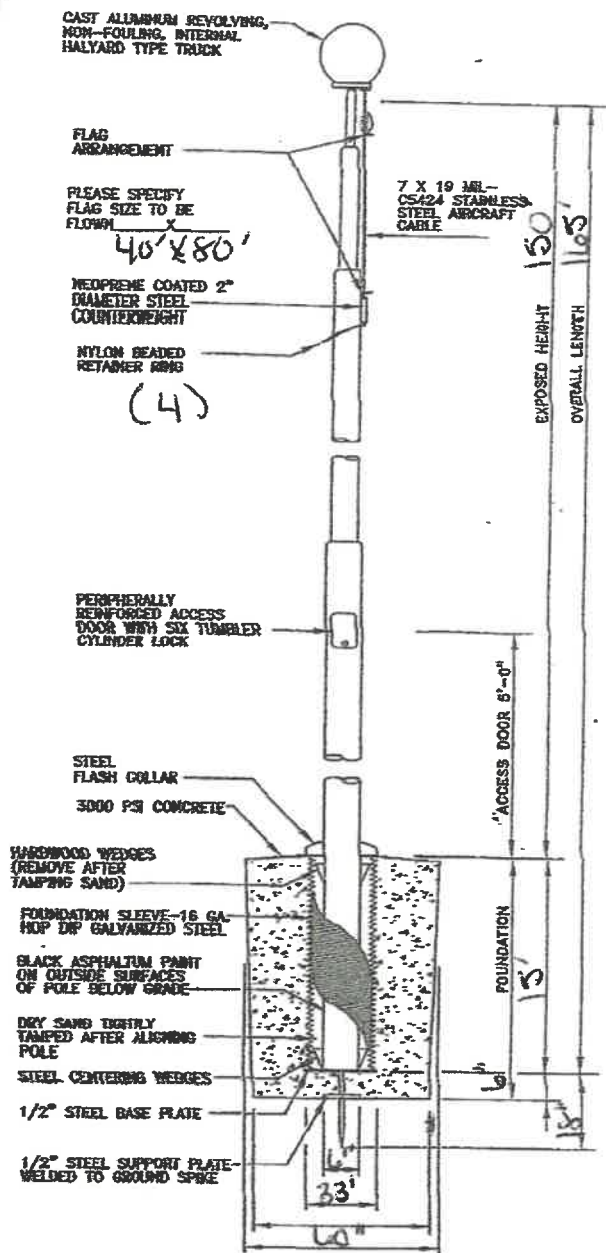 CAST ALUMINUM REVOLVING,
NON-FOULING, INTERNAL
HALYARD TYPE TRUCK
FLAG
ARRANGEMENT
PLEASE SPECIFY
FLAG SIZE TO BE
FLOWN X
40' X 80'
7 X 19 MIL-
C5424 STAINLESS
STEEL AIRCRAFT
CABLE
NEOPRENE COATED 2"
DIAMETER STEEL
COUNTERWEIGHT
NYLON BEADED
RETAINER RING
(4)
EXPOSED HEIGHT
150
OVERALL LENGTH
165'
PERIPHERALLY
REINFORCED ACCESS
DOOR WITH SIX TUMBLER
CYLINDER LOCK
"ACCESS DOOR 5'-0"
STEEL
FLASH COLLAR
3000 PSI CONCRETE
HARDWOOD WEDGES
(REMOVE AFTER
TAMPING SAND)
FOUNDATION SLEEVE-16 GA.
HOP DIP GALVANIZED STEEL
BLACK ASPHALTUM PAINT
ON OUTSIDE SURFACES
OF POLE BELOW GRADE
DRY SAND TIGHTLY
TAMPED AFTER ALIGNING
POLE
STEEL CENTERING WEDGES
1/2" STEEL BASE PLATE
1/2" STEEL SUPPORT PLATE-
WELDED TO GROUND SPIKE
FOUNDATION
15'
6"
18"
33'
60"